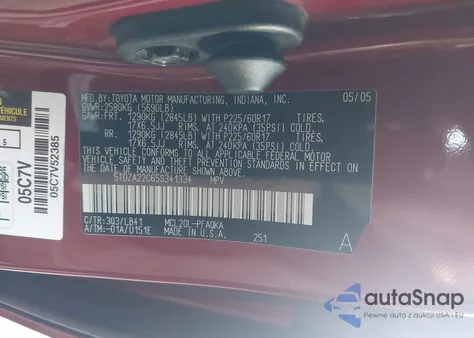 MFD.BY:TOYOTA MOTOR MANUFACTURING, INDIANA, INC. 05/05
GVWR: 2580KG (5690LB)
GAWR:FRT. 1290KG (2845LB) WITH P225/60R17 TIRES,
17X6.5JJ RIMS, AT 240KPA (35PSI) COLD.
RR. 1290KG (2845LB) WITH P225/60R17 TIRES,
17X6.5JJ RIMS, AT 240KPA (35PSI) COLD.
THIS VEHICLE CONFORMS TO ALL APPLICABLE FEDERAL MOTOR
VEHICLE SAFETY AND THEFT PREVENTION STANDARDS IN EFFECT ON
THE DATE OF MANUFACTURE SHOWN ABOVE.
5TDZA22C65S341334 MPV
C/TR:3Q3/LB41 MCL20L-PFAQKA
A/TM:-01A/U151E MADE IN U.S.A.
251 A
VEHICLE
05C7V
05C7V52385
autoSnap
Pewne auta z aukcji USA i EU